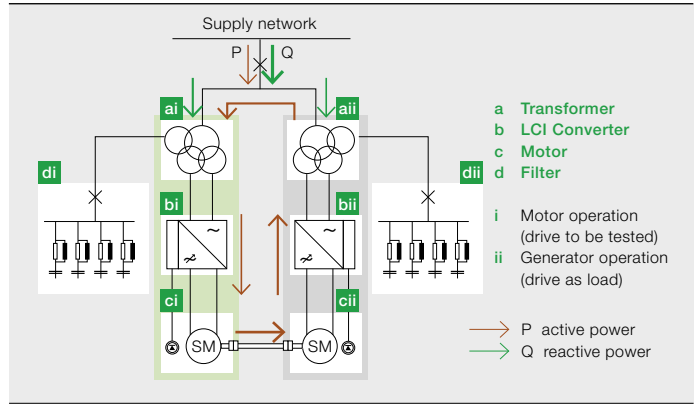 Supply network
P
Q
ai
aii
a Transformer
b LCI Converter
c Motor
d Filter
di
dii
bi
bii
i Motor operation
(drive to be tested)
ii Generator operation
(drive as load)
ci
cii
SM
SM
P active power
Q reactive power